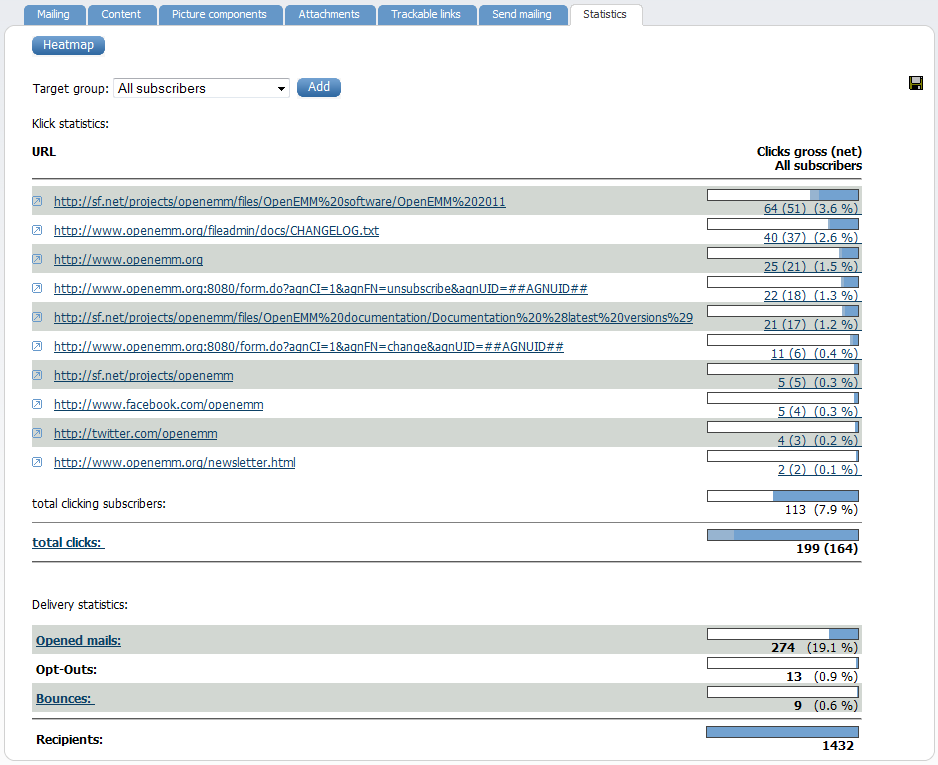 Mailing Content Picture components Attachments Trackable links Send mailing Statistics
Heatmap
Target group: All subscribers Add
Klick statistics:
URL Clicks gross (net)
All subscribers
http://sf.net/projects/openemm/files/OpenEMM%20software/OpenEMM%202011
64 (51) (3.6 %)
http://www.openemm.org/fileadmin/docs/CHANGELOG.txt
40 (37) (2.6 %)
http://www.openemm.org
25 (21) (1.5 %)
http://www.openemm.org:8080/form.do?agnCI=1&agnFN=unsubscribe&agnUID=##AGNUID##
22 (18) (1.3 %)
http://sf.net/projects/openemm/files/OpenEMM%20documentation/Documentation%20%28latest%20versions%29
21 (17) (1.2 %)
http://www.openemm.org:8080/form.do?agnCI=1&agnFN=change&agnUID=##AGNUID##
11 (6) (0.4 %)
http://sf.net/projects/openemm
5 (5) (0.3 %)
http://www.facebook.com/openemm
5 (4) (0.3 %)
http://twitter.com/openemm
4 (3) (0.2 %)
http://www.openemm.org/newsletter.html
2 (2) (0.1 %)
total clicking subscribers:
113 (7.9 %)
total clicks:
199 (164)
Delivery statistics:
Opened mails:
274 (19.1 %)
Opt-Outs:
13 (0.9 %)
Bounces:
9 (0.6 %)
Recipients:
1432